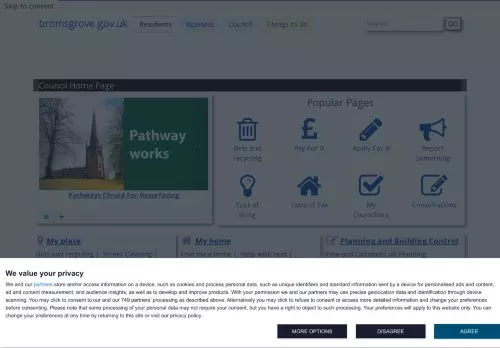 Skip to content
bromsgrove.gov.uk
Residents
Business
Council
Things to do
Search
GO
Council Home Page
Pathway
works
Pathways Closed For Resurfacing
Popular Pages
Bins and
recycling
Pay For It
Apply For it
Report
Something
Cost of
living
Council Tax
My
Councillors
Consultations
My place
My home
Planning and Building Control
Bins and recycling | Street Cleaning |
Find me a home | Help with rent |
View and Comment on Planning
We value your privacy
We and our partners store and/or access information on a device, such as cookies and process personal data, such as unique identifiers and standard information sent by a device for personalised ads and content,
ad and content measurement, and audience insights, as well as to develop and improve products. With your permission we and our partners may use precise geolocation data and identification through device
scanning. You may click to consent to our and our 749 partners' processing as described above. Alternatively you may click to refuse to consent or access more detailed information and change your preferences
before consenting. Please note that some processing of your personal data may not require your consent, but you have a right to object to such processing. Your preferences will apply to this website only. You can
change your preferences at any time by returning to this site or visit our privacy policy.
MORE OPTIONS
DISAGREE
AGREE